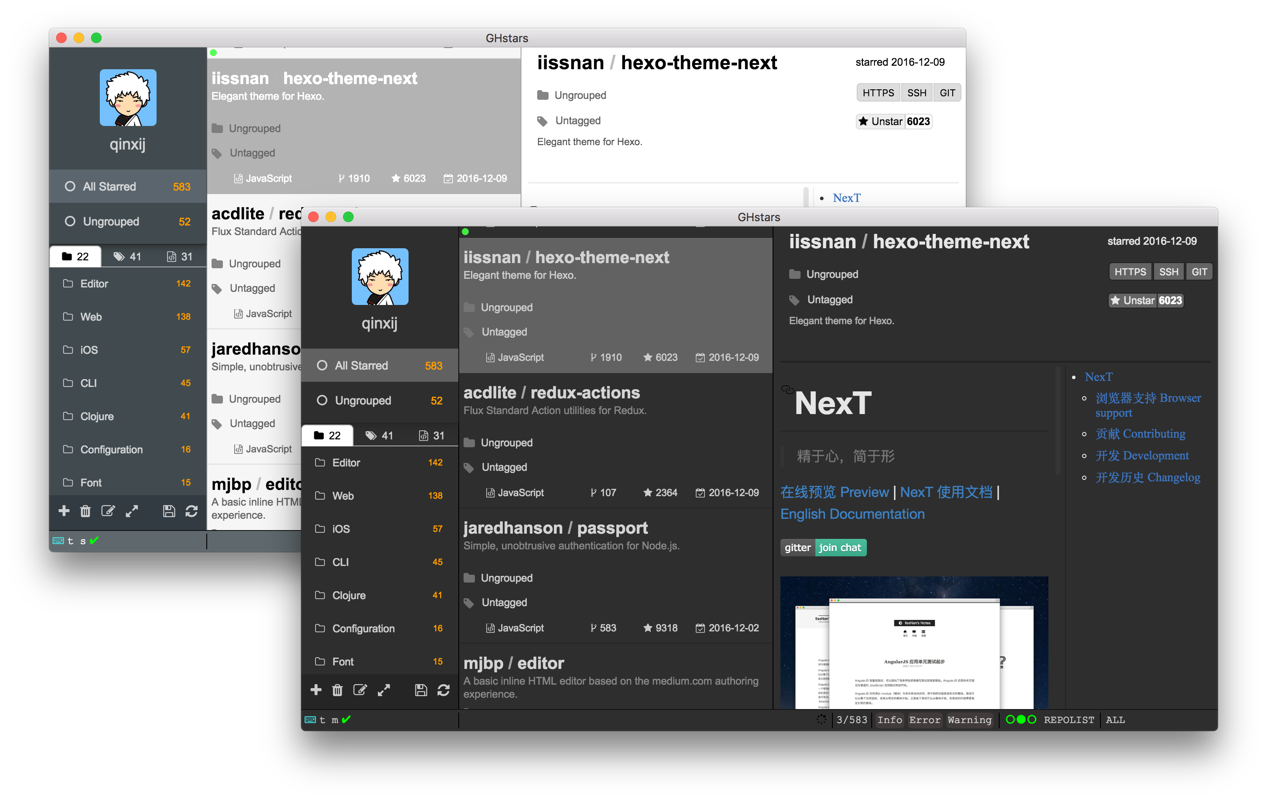 GHstars
qinxij
All Starred 583
Ungrouped 52
22 41 31
Editor 142
Web 138
iOS 57
CLI 45
Clojure 41
Configuration 16
Font 15
t s
iissnan hexo-theme-next
Elegant theme for Hexo.
Ungrouped
Untagged
JavaScript 1910 6023 2016-12-09
acdlite / red
Flux Standard Actio
Ungrouped
Untagged
JavaScript
jaredhanso
Simple, unobtrusive
Ungrouped
Untagged
JavaScript
mjbp / edito
A basic inline HTML
experience.
iissnan / hexo-theme-next
starred 2016-12-09
Ungrouped
HTTPS SSH GIT
Untagged
Unstar 6023
Elegant theme for Hexo.
NexT
GHstars
qinxij
All Starred 583
Ungrouped 52
22 41 31
Editor 142
Web 138
iOS 57
CLI 45
Clojure 41
Configuration 16
Font 15
t m
iissnan / hexo-theme-next
Elegant theme for Hexo.
Ungrouped
Untagged
JavaScript 1910 6023 2016-12-09
acdlite / redux-actions
Flux Standard Action utilities for Redux.
Ungrouped
Untagged
JavaScript 107 2364 2016-12-09
jaredhanson / passport
Simple, unobtrusive authentication for Node.js.
Ungrouped
Untagged
JavaScript 583 9318 2016-12-02
mjbp / editor
A basic inline HTML editor based on the medium.com authoring
experience.
iissnan / hexo-theme-next
starred 2016-12-09
Ungrouped
HTTPS SSH GIT
Untagged
Unstar 6023
Elegant theme for Hexo.
NexT
精于心，简于形
在线预览 Preview | NexT 使用文档 |
English Documentation
gitter join chat
AngularJS 应用单元测试起步
NexT
浏览器支持 Browser
support
贡献 Contributing
开发 Development
开发历史 Changelog
3/583 Info Error Warning REPOLIST ALL